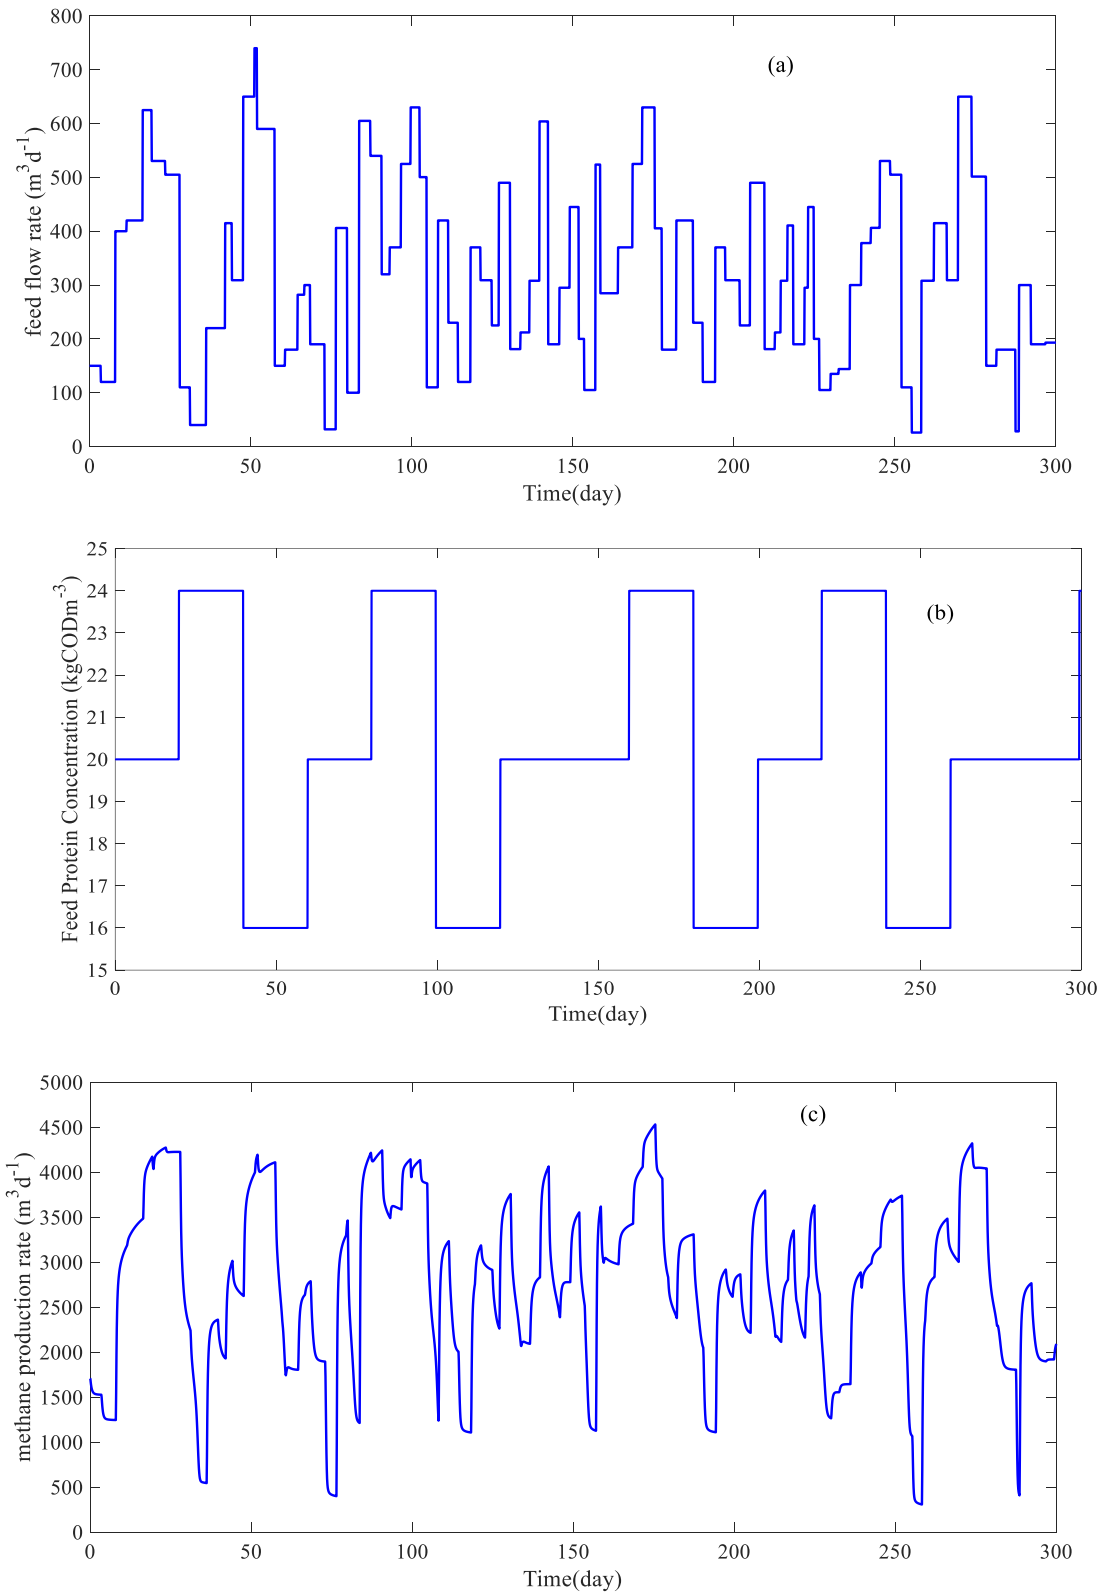 800
700
600
500
400
300
200
100
0
feed flow rate (m³d⁻¹)
(a)
0 50 100 150 200 250 300
Time(day)
25
24
23
22
21
20
19
18
17
16
15
Feed Protein Concentration (kgCODm⁻³)
(b)
0 50 100 150 200 250 300
Time(day)
5000
4500
4000
3500
3000
2500
2000
1500
1000
500
0
methane production rate (m³d⁻¹)
(c)
0 50 100 150 200 250 300
Time(day)